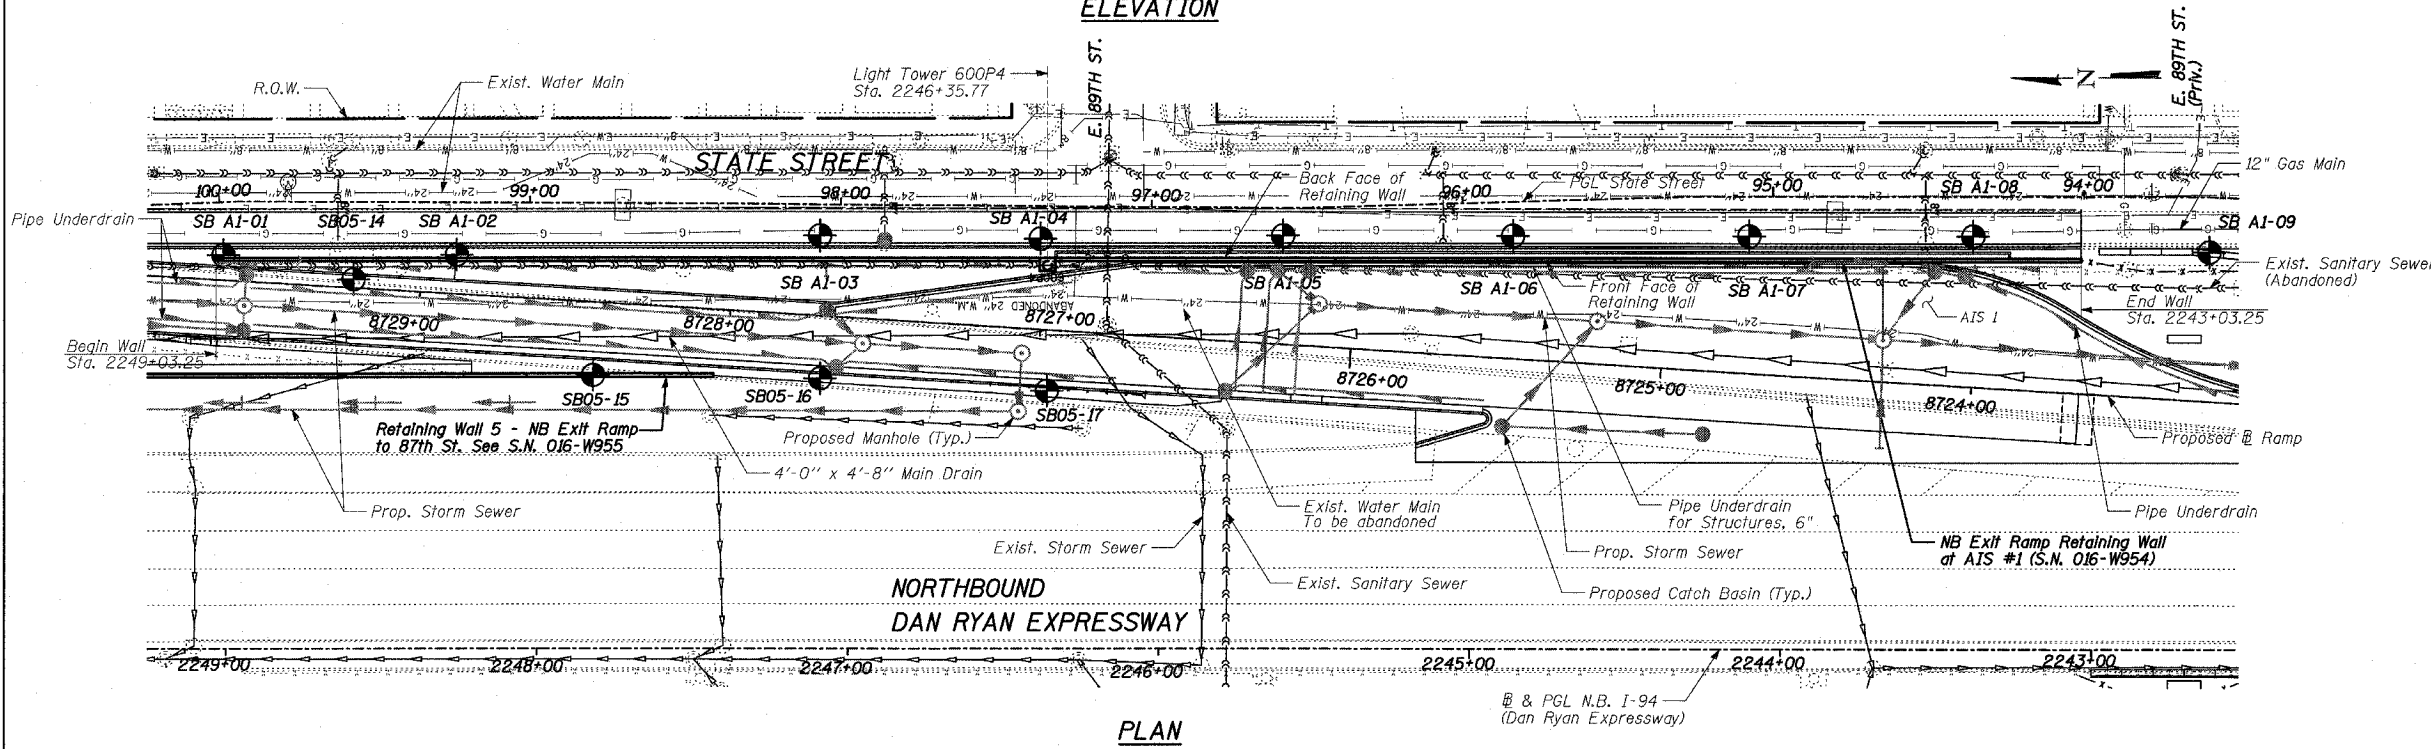 ELEVATION
E. 89TH ST.
E. 89TH ST.
(Priv.)
Light Tower 600P4
Sta. 2246+35.77
R.O.W.
Exist. Water Main
N
STATE STREET
12" Gas Main
Back Face of
Retaining Wall
PGL State Street
100+00
99+00
98+00
97+00
96+00
95+00
94+00
Pipe Underdrain
SB A1-01
SB05-14
SB A1-02
SB A1-04
SB A1-08
SB A1-09
SB A1-03
SB A1-05
SB A1-06
SB A1-07
Front Face of
Retaining Wall
Exist. Sanitary Sewer
(Abandoned)
End Wall
Sta. 2243+03.25
AIS 1
ABANDONED 24" W.M.
8729+00
8728+00
8727+00
8726+00
8725+00
8724+00
Begin Wall
Sta. 2249+03.25
SB05-15
SB05-16
SB05-17
Retaining Wall 5 - NB Exit Ramp
to 87th St. See S.N. 016-W955
Proposed Manhole (Typ.)
Proposed ℄ Ramp
4'-0" x 4'-8" Main Drain
Prop. Storm Sewer
Exist. Water Main
To be abandoned
Pipe Underdrain
for Structures, 6"
Pipe Underdrain
Exist. Storm Sewer
Prop. Storm Sewer
NB Exit Ramp Retaining Wall
at AIS #1 (S.N. 016-W954)
Exist. Sanitary Sewer
Proposed Catch Basin (Typ.)
NORTHBOUND
DAN RYAN EXPRESSWAY
2249+00
2248+00
2247+00
2246+00
2245+00
2244+00
2243+00
℄ & PGL N.B. I-94
(Dan Ryan Expressway)
PLAN